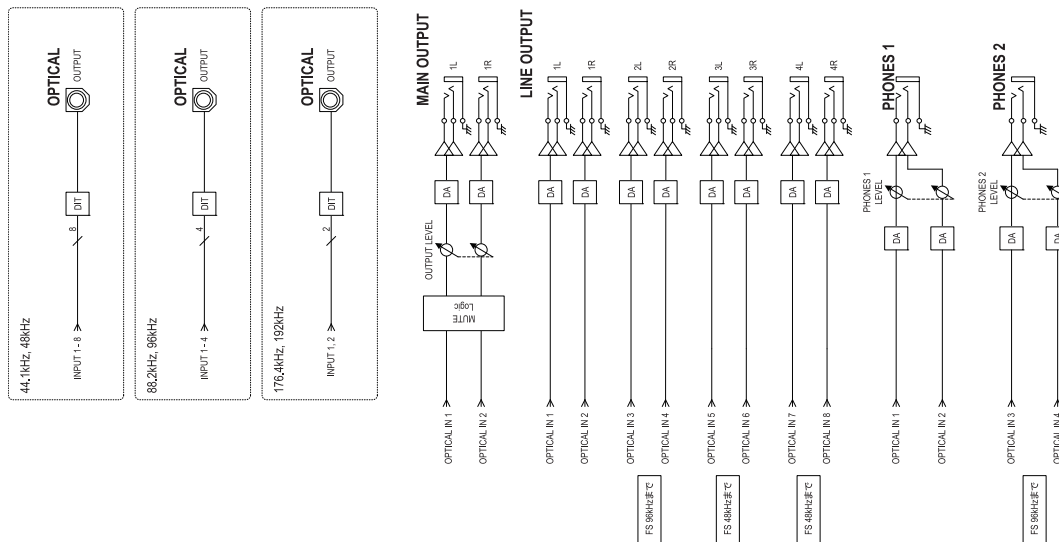 44.1kHz, 48kHz
INPUT 1 - 8
8
DIT
OPTICAL
OUTPUT
88.2kHz, 96kHz
INPUT 1 - 4
4
DIT
OPTICAL
OUTPUT
176.4kHz, 192kHz
INPUT 1, 2
2
DIT
OPTICAL
OUTPUT
MAIN OUTPUT
1L
1R
DA
DA
OUTPUT LEVEL
MUTE
Logic
OPTICAL IN 1
OPTICAL IN 2
LINE OUTPUT
1L
1R
2L
2R
3L
3R
4L
4R
DA
DA
DA
DA
DA
DA
DA
DA
OPTICAL IN 1
OPTICAL IN 2
OPTICAL IN 3
OPTICAL IN 4
OPTICAL IN 5
OPTICAL IN 6
OPTICAL IN 7
OPTICAL IN 8
FS 96kHzまで
FS 48kHzまで
FS 48kHzまで
PHONES 1
PHONES 1
LEVEL
DA
DA
OPTICAL IN 1
OPTICAL IN 2
PHONES 2
PHONES 2
LEVEL
DA
DA
OPTICAL IN 3
OPTICAL IN 4
FS 96kHzまで